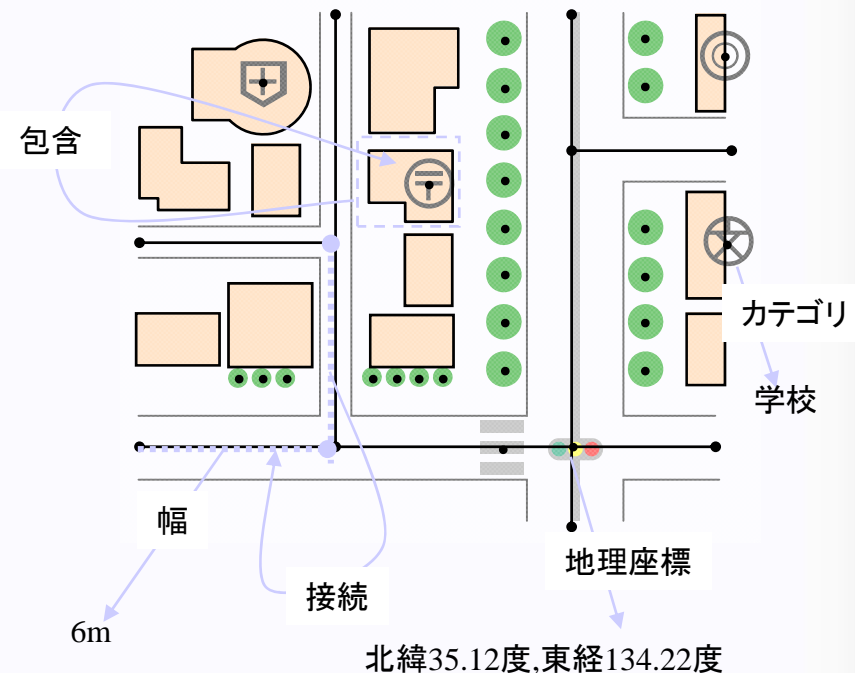 包含
カテゴリ
学校
幅
地理座標
接続
6m
北緯35.12度,東経134.22度